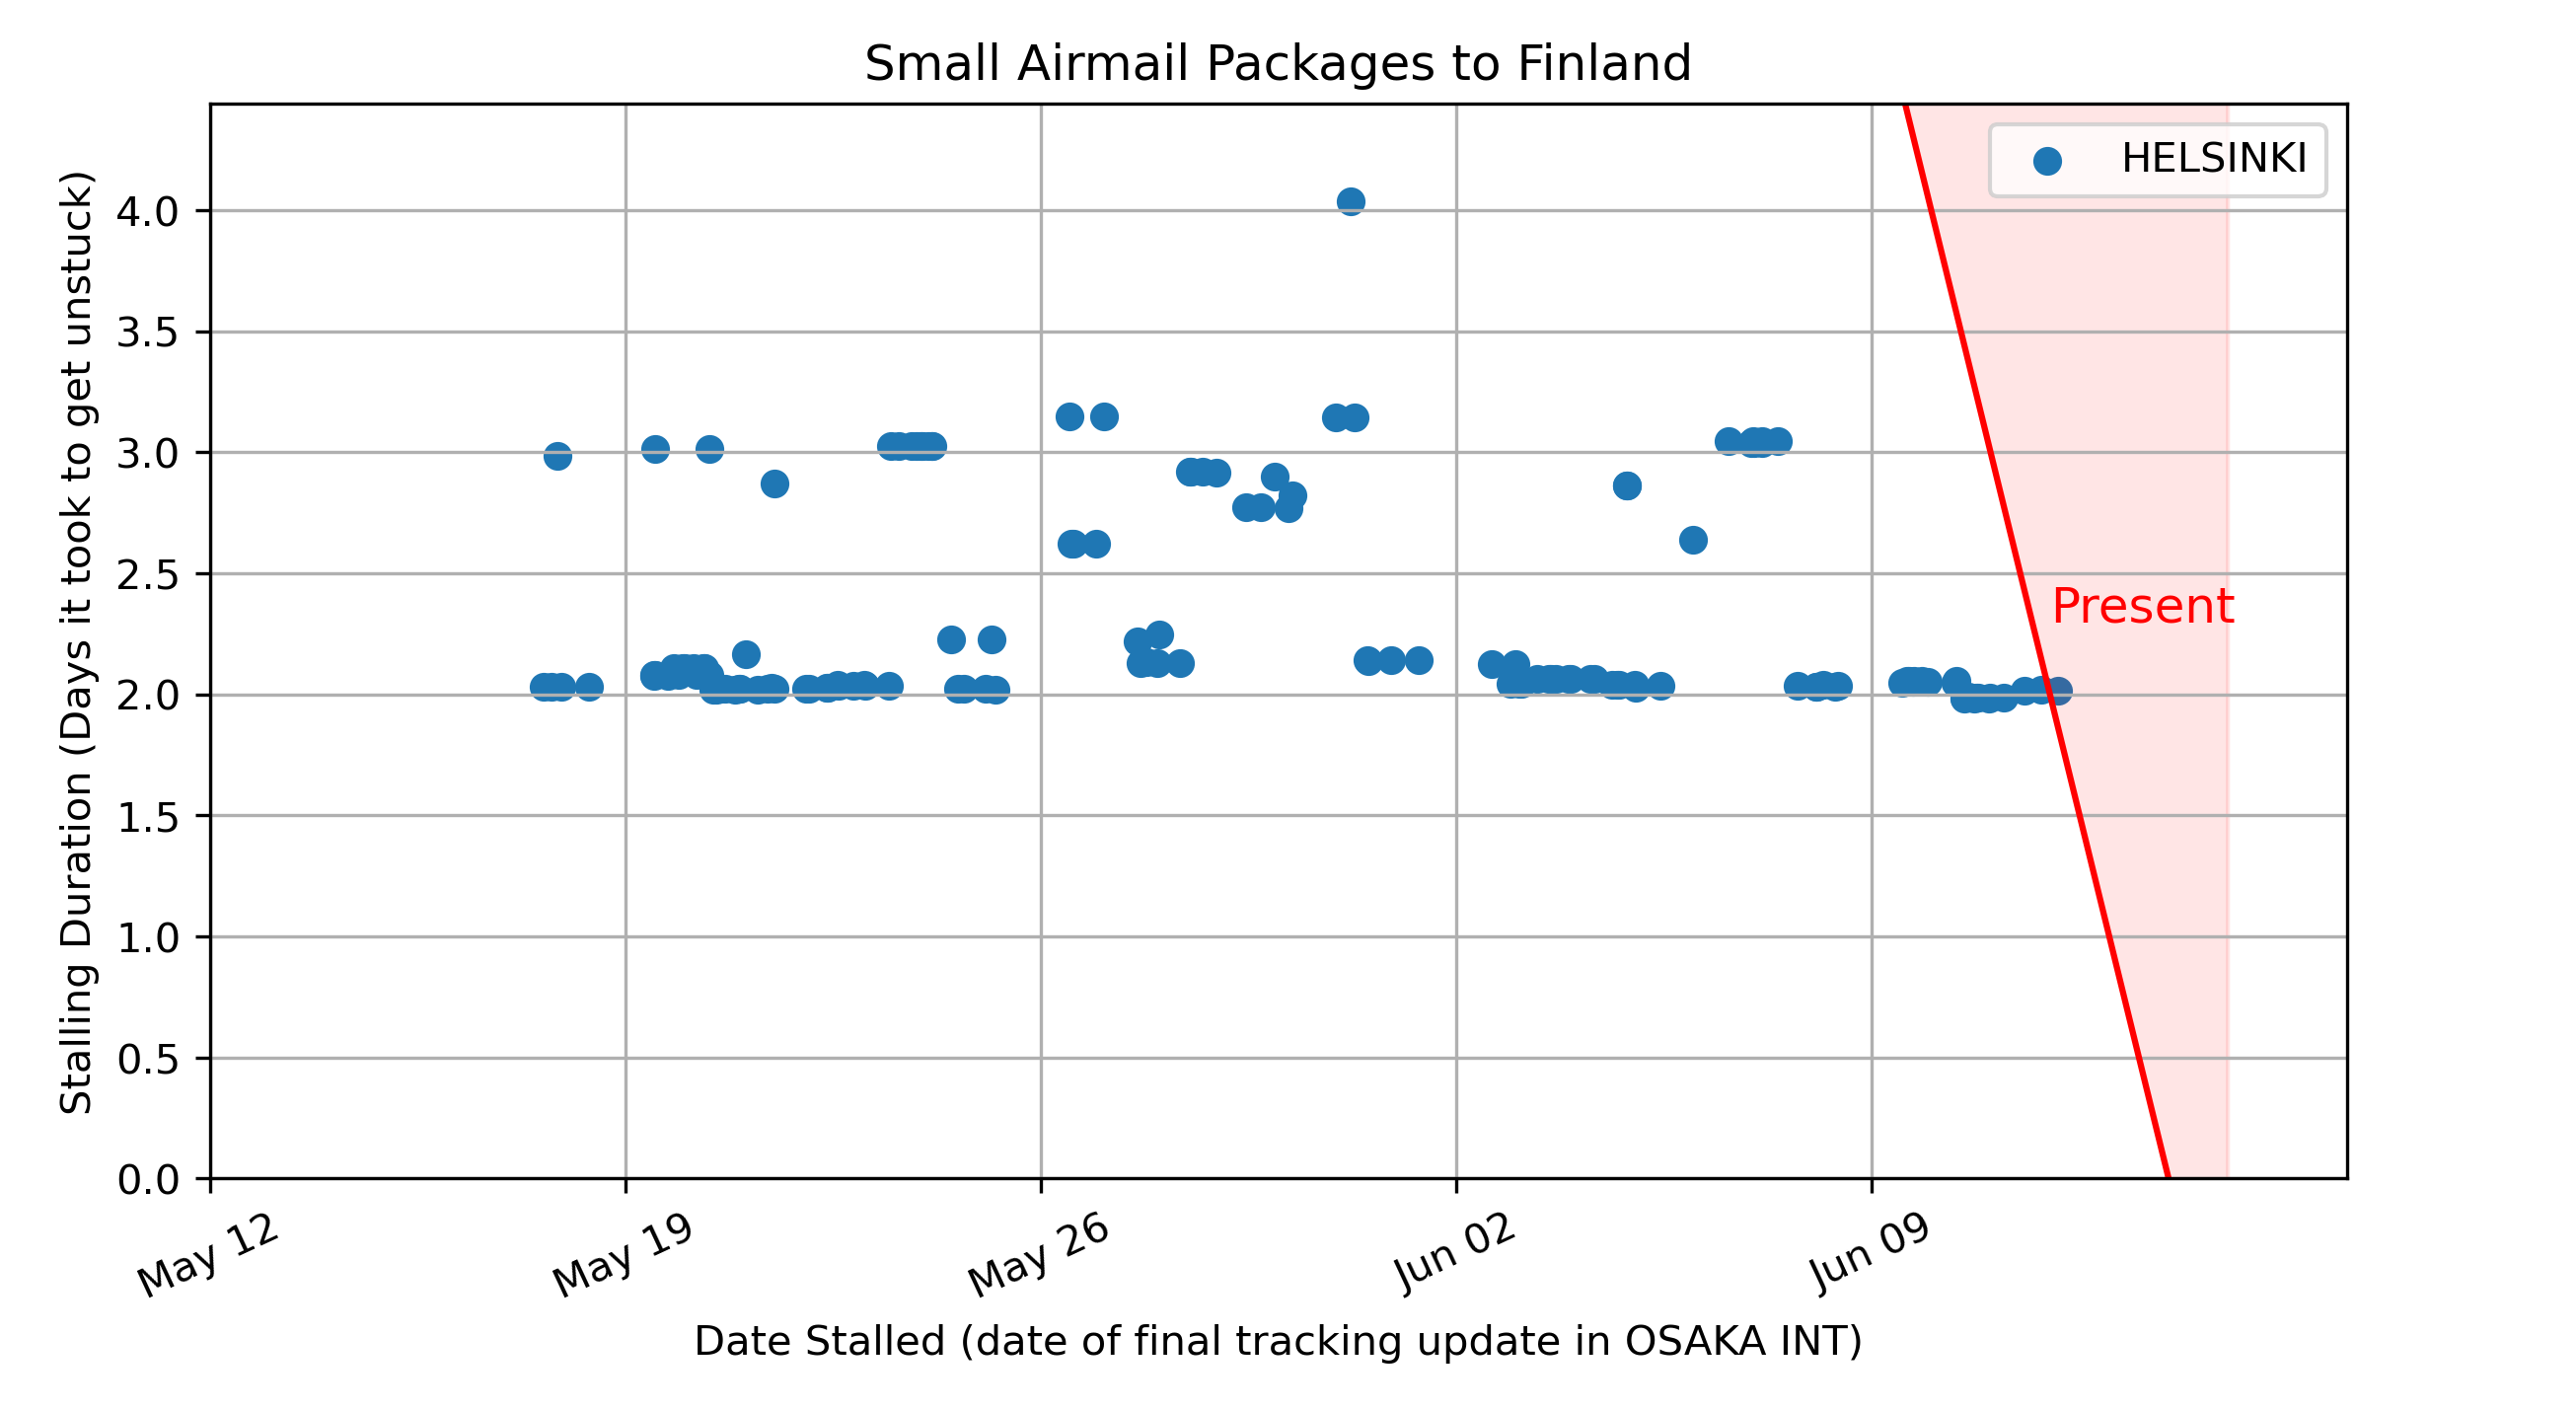 Small Airmail Packages to Finland
HELSINKI
Stalling Duration (Days it took to get unstuck)
4.0
3.5
3.0
2.5
2.0
1.5
1.0
0.5
0.0
Present
May 12
May 19
May 26
Jun 02
Jun 09
Date Stalled (date of final tracking update in OSAKA INT)